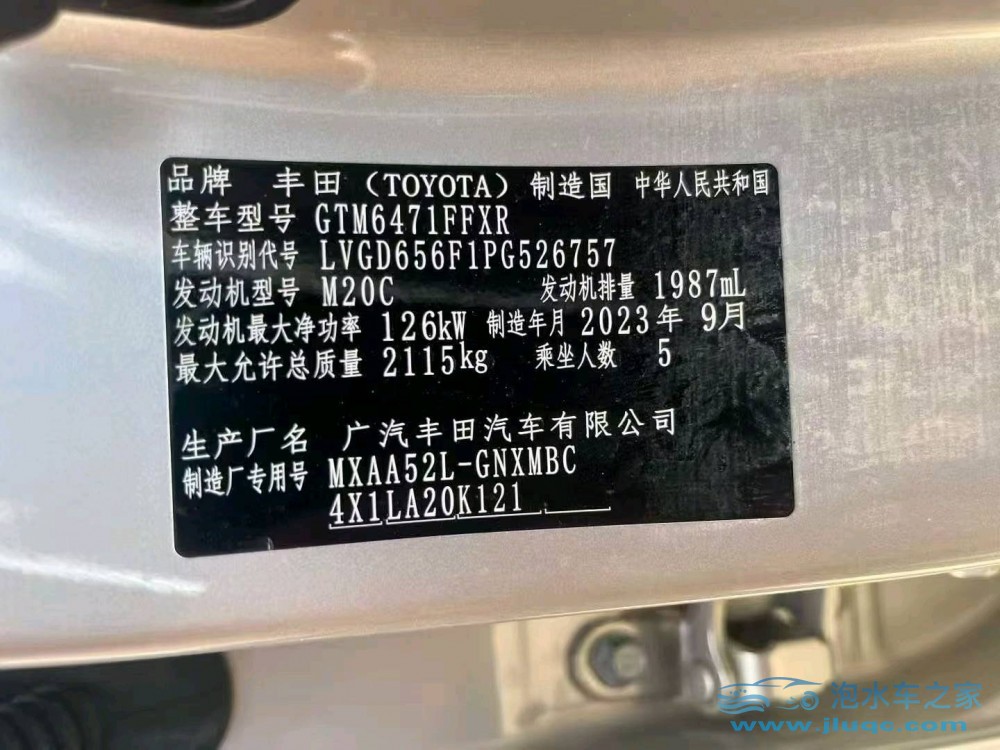 品牌 丰田（TOYOTA）制造国 中华人民共和国
整车型号 GTM6471FFXR
车辆识别代号 LVGD656F1PG526757
发动机型号 M20C 发动机排量 1987mL
发动机最大净功率 126kW 制造年月 2023年 9月
最大允许总质量 2115kg 乘坐人数 5
生产厂名 广汽丰田汽车有限公司
制造厂专用号 MXAA52L-GNXMBC
4X1LA20K121
泡水车之家
www.jluqc.com